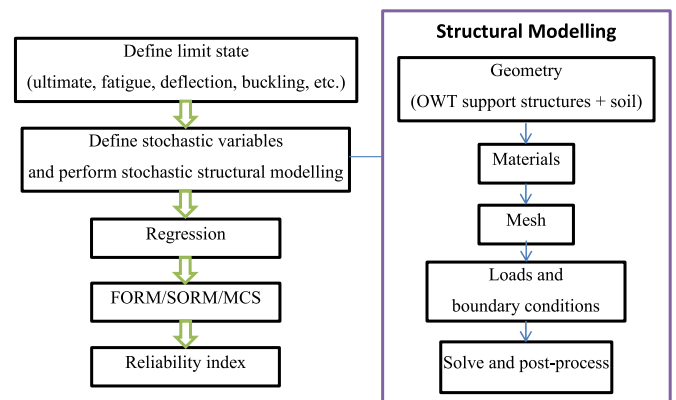 Define limit state
(ultimate, fatigue, deflection, buckling, etc.)
Define stochastic variables
and perform stochastic structural modelling
Regression
FORM/SORM/MCS
Reliability index
Structural Modelling
Geometry
(OWT support structures + soil)
Materials
Mesh
Loads and
boundary conditions
Solve and post-process